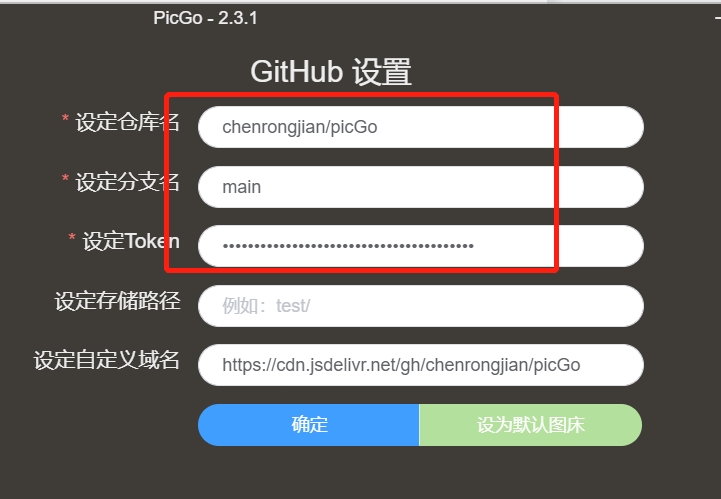 PicGo - 2.3.1
GitHub 设置
* 设定仓库名 chenrongjian/picGo
* 设定分支名 main
* 设定Token ••••••••••••••••••••••••••••••••••••••••
设定存储路径 例如：test/
设定自定义域名 https://cdn.jsdelivr.net/gh/chenrongjian/picGo
确定 设为默认图床